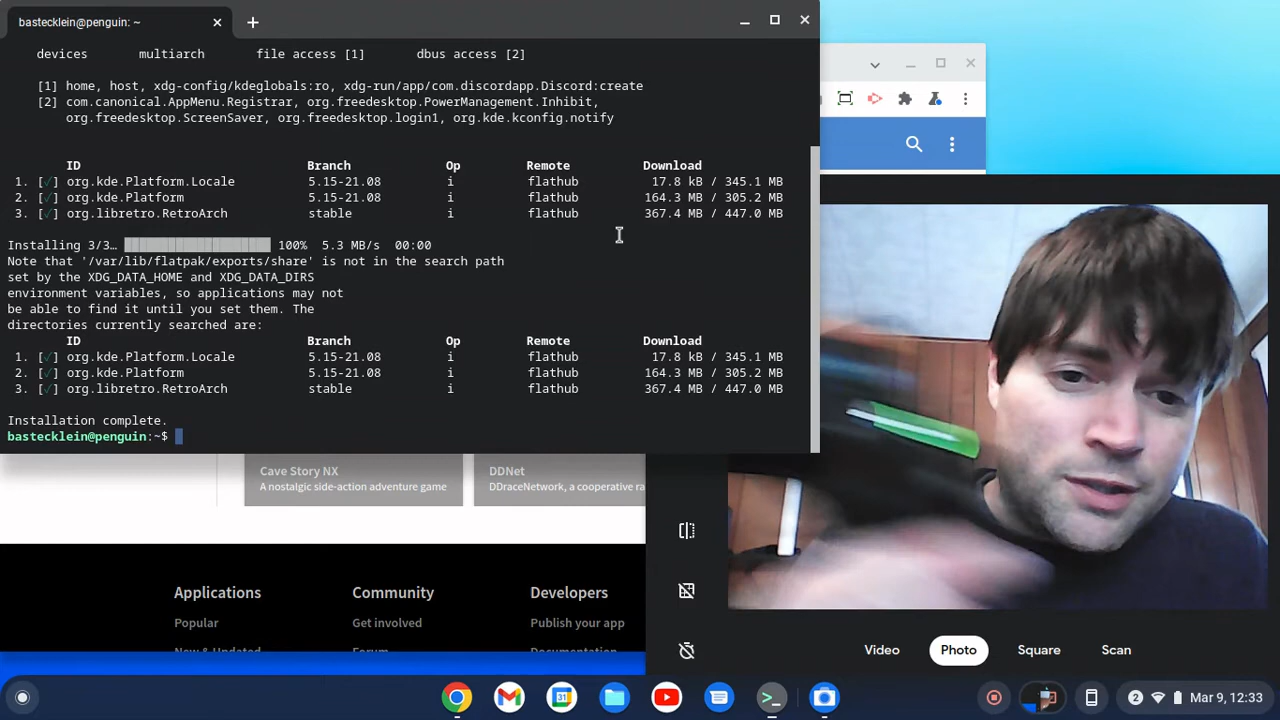 bastecklein@penguin: ~
devices multiarch file access [1] dbus access [2]
[1] home, host, xdg-config/kdeglobals:ro, xdg-run/app/com.discordapp.Discord:create
[2] com.canonical.AppMenu.Registrar, org.freedesktop.PowerManagement.Inhibit,
org.freedesktop.ScreenSaver, org.freedesktop.login1, org.kde.kconfig.notify
ID Branch Op Remote Download
1. [✓] org.kde.Platform.Locale 5.15-21.08 i flathub 17.8 kB / 345.1 MB
2. [✓] org.kde.Platform 5.15-21.08 i flathub 164.3 MB / 305.2 MB
3. [✓] org.libretro.RetroArch stable i flathub 367.4 MB / 447.0 MB
Installing 3/3… 100% 5.3 MB/s 00:00
Note that '/var/lib/flatpak/exports/share' is not in the search path
set by the XDG_DATA_HOME and XDG_DATA_DIRS
environment variables, so applications may not
be able to find it until you set them. The
directories currently searched are:
ID Branch Op Remote Download
1. [✓] org.kde.Platform.Locale 5.15-21.08 i flathub 17.8 kB / 345.1 MB
2. [✓] org.kde.Platform 5.15-21.08 i flathub 164.3 MB / 305.2 MB
3. [✓] org.libretro.RetroArch stable i flathub 367.4 MB / 447.0 MB
Installation complete.
bastecklein@penguin:~$
Cave Story NX DDNet
A nostalgic side-action adventure game DDraceNetwork, a cooperative ra
Applications Community Developers
Popular Get involved Publish your app
New & Updated Forum Documentation
Video Photo Square Scan
2 Mar 9, 12:33